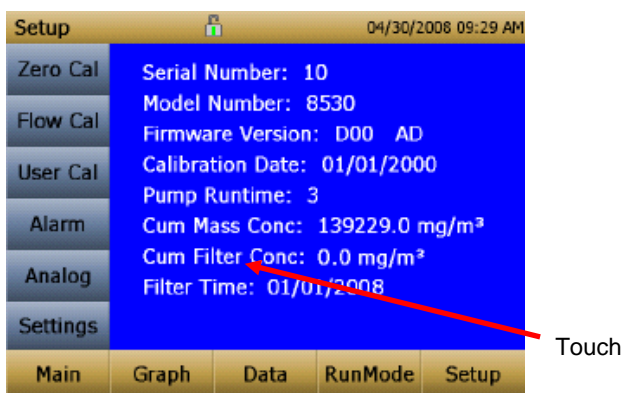 Setup 04/30/2008 09:29 AM
Zero Cal
Flow Cal
User Cal
Alarm
Analog
Settings
Serial Number: 10
Model Number: 8530
Firmware Version: D00 AD
Calibration Date: 01/01/2000
Pump Runtime: 3
Cum Mass Conc: 139229.0 mg/m³
Cum Filter Conc: 0.0 mg/m³
Filter Time: 01/01/2008
Touch
Main Graph Data RunMode Setup